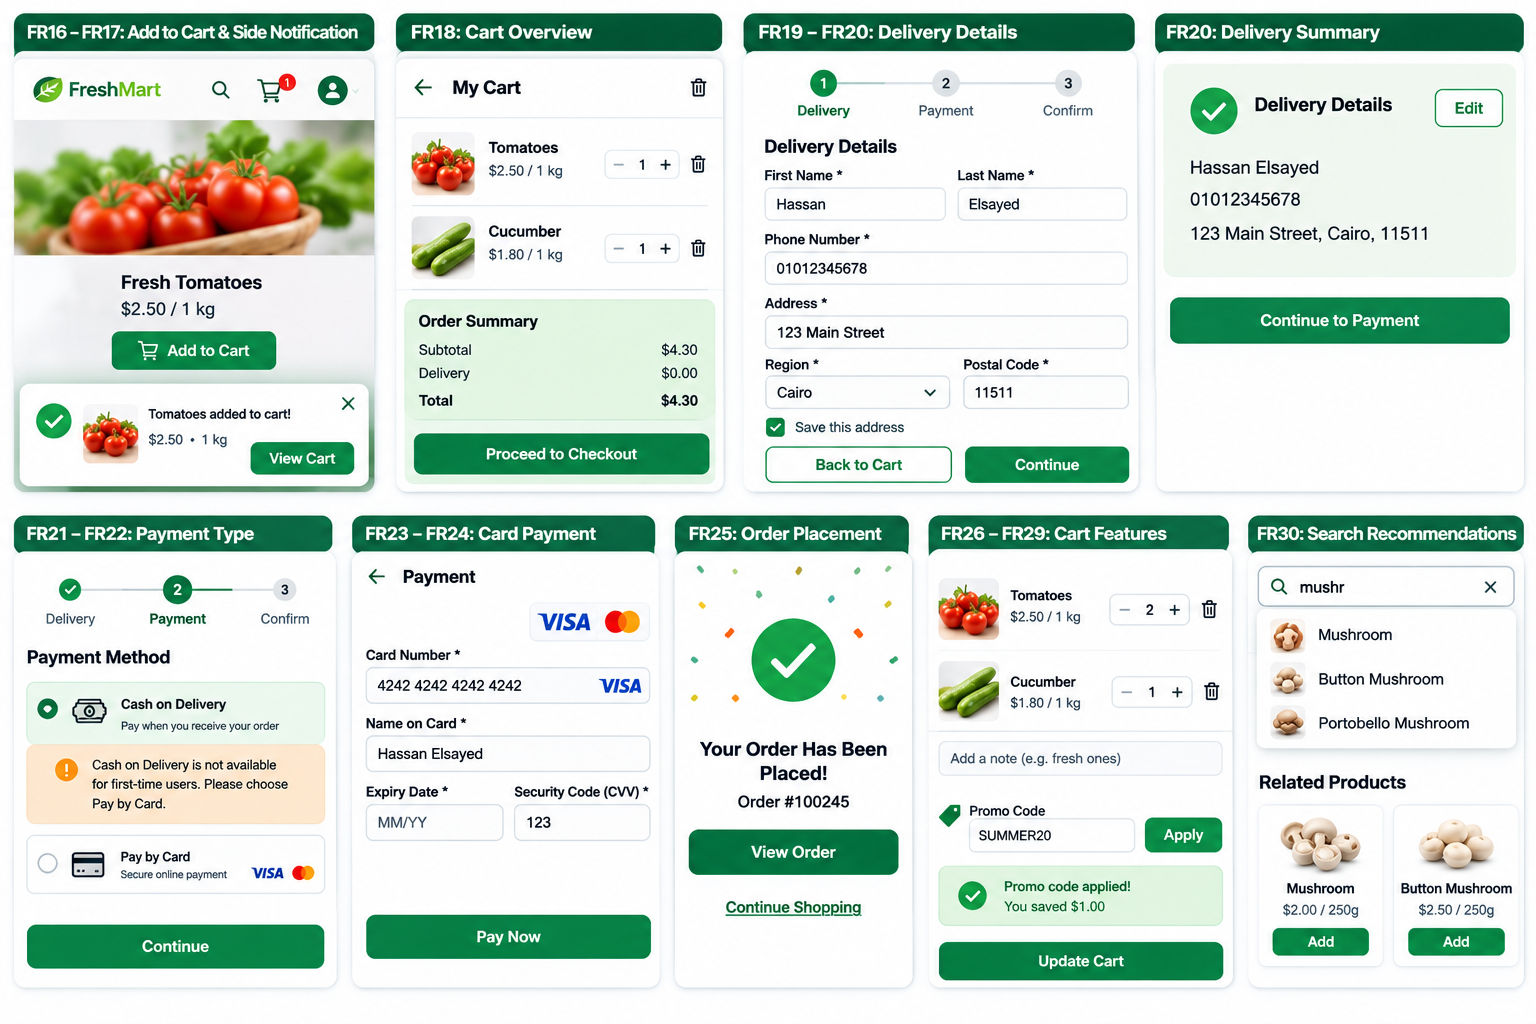 FR16 – FR17: Add to Cart & Side Notification
FreshMart
1
Fresh Tomatoes
$2.50 / 1 kg
Add to Cart
Tomatoes added to cart!
$2.50 • 1 kg
View Cart
FR18: Cart Overview
My Cart
Tomatoes
$2.50 / 1 kg
− 1 +
Cucumber
$1.80 / 1 kg
− 1 +
Order Summary
Subtotal $4.30
Delivery $0.00
Total $4.30
Proceed to Checkout
FR19 – FR20: Delivery Details
1 2 3
Delivery Payment Confirm
Delivery Details
First Name * Last Name *
Hassan Elsayed
Phone Number *
01012345678
Address *
123 Main Street
Region * Postal Code *
Cairo 11511
Save this address
Back to Cart Continue
FR20: Delivery Summary
Delivery Details Edit
Hassan Elsayed
01012345678
123 Main Street, Cairo, 11511
Continue to Payment
FR21 – FR22: Payment Type
2 3
Delivery Payment Confirm
Payment Method
Cash on Delivery
Pay when you receive your order
! Cash on Delivery is not available
for first-time users. Please choose
Pay by Card.
Pay by Card
Secure online payment VISA
Continue
FR23 – FR24: Card Payment
Payment
VISA
Card Number *
4242 4242 4242 4242 VISA
Name on Card *
Hassan Elsayed
Expiry Date * Security Code (CVV) *
MM/YY 123
Pay Now
FR25: Order Placement
Your Order Has Been
Placed!
Order #100245
View Order
Continue Shopping
FR26 – FR29: Cart Features
Tomatoes
$2.50 / 1 kg
− 2 +
Cucumber
$1.80 / 1 kg
− 1 +
Add a note (e.g. fresh ones)
Promo Code
SUMMER20 Apply
Promo code applied!
You saved $1.00
Update Cart
FR30: Search Recommendations
mushr
Mushroom
Button Mushroom
Portobello Mushroom
Related Products
Mushroom Button Mushroom
$2.00 / 250g $2.50 / 250g
Add Add